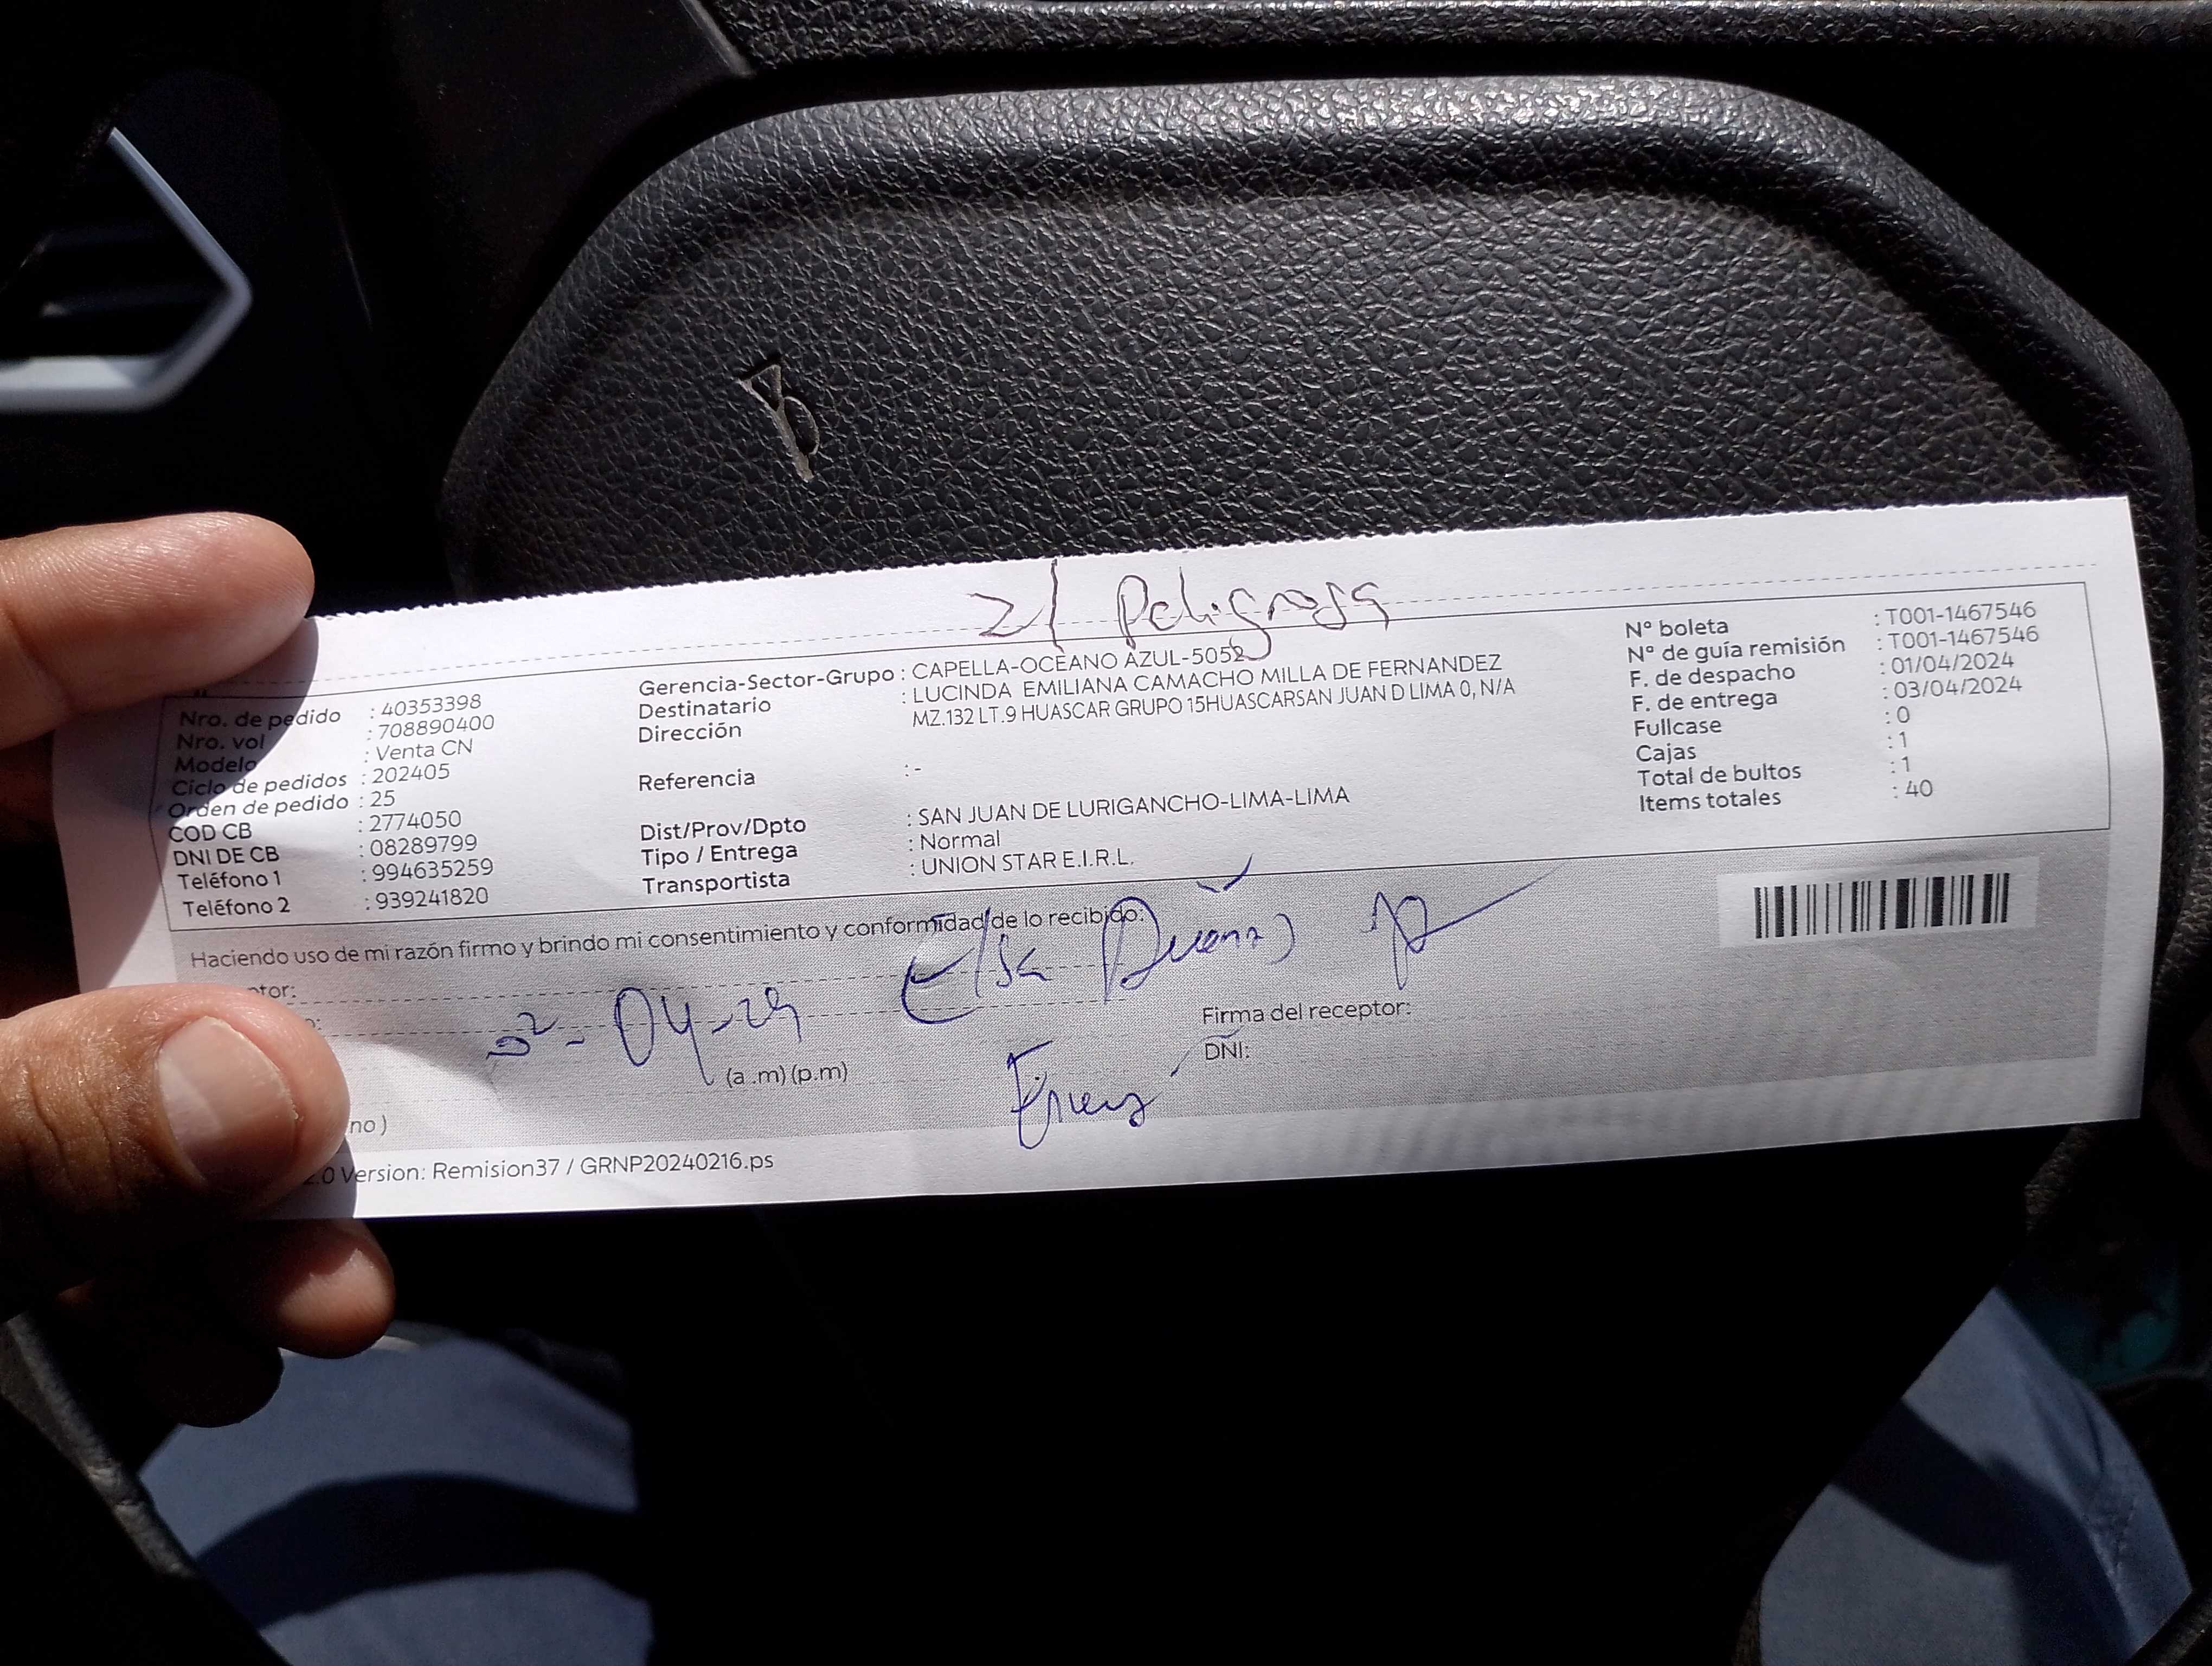 Z/ Peligrosa
Nro. de pedido : 40353398
Nro. vol : 708890400
Modelo : Venta CN
Ciclo de pedidos : 202405
Orden de pedido : 25
COD CB : 2774050
DNI DE CB : 08289799
Teléfono 1 : 994635259
Teléfono 2 : 939241820
Gerencia-Sector-Grupo : CAPELLA-OCEANO AZUL-5052
Destinatario : LUCINDA EMILIANA CAMACHO MILLA DE FERNANDEZ
Dirección MZ.132 LT.9 HUASCAR GRUPO 15HUASCARSAN JUAN D LIMA 0, N/A
Referencia : -
Dist/Prov/Dpto : SAN JUAN DE LURIGANCHO-LIMA-LIMA
Tipo / Entrega : Normal
Transportista : UNION STAR E.I.R.L.
N° boleta : T001-1467546
N° de guía remisión : T001-1467546
F. de despacho : 01/04/2024
F. de entrega : 03/04/2024
Fullcase : 0
Cajas : 1
Total de bultos : 1
Items totales : 40
Haciendo uso de mi razón firmo y brindo mi consentimiento y conformidad de lo recibido:
Elsa (Dueña)
tor:
o:
Firma del receptor:
DNI:
(a .m) (p.m)
no )
2.0 Version: Remision37 / GRNP20240216.ps